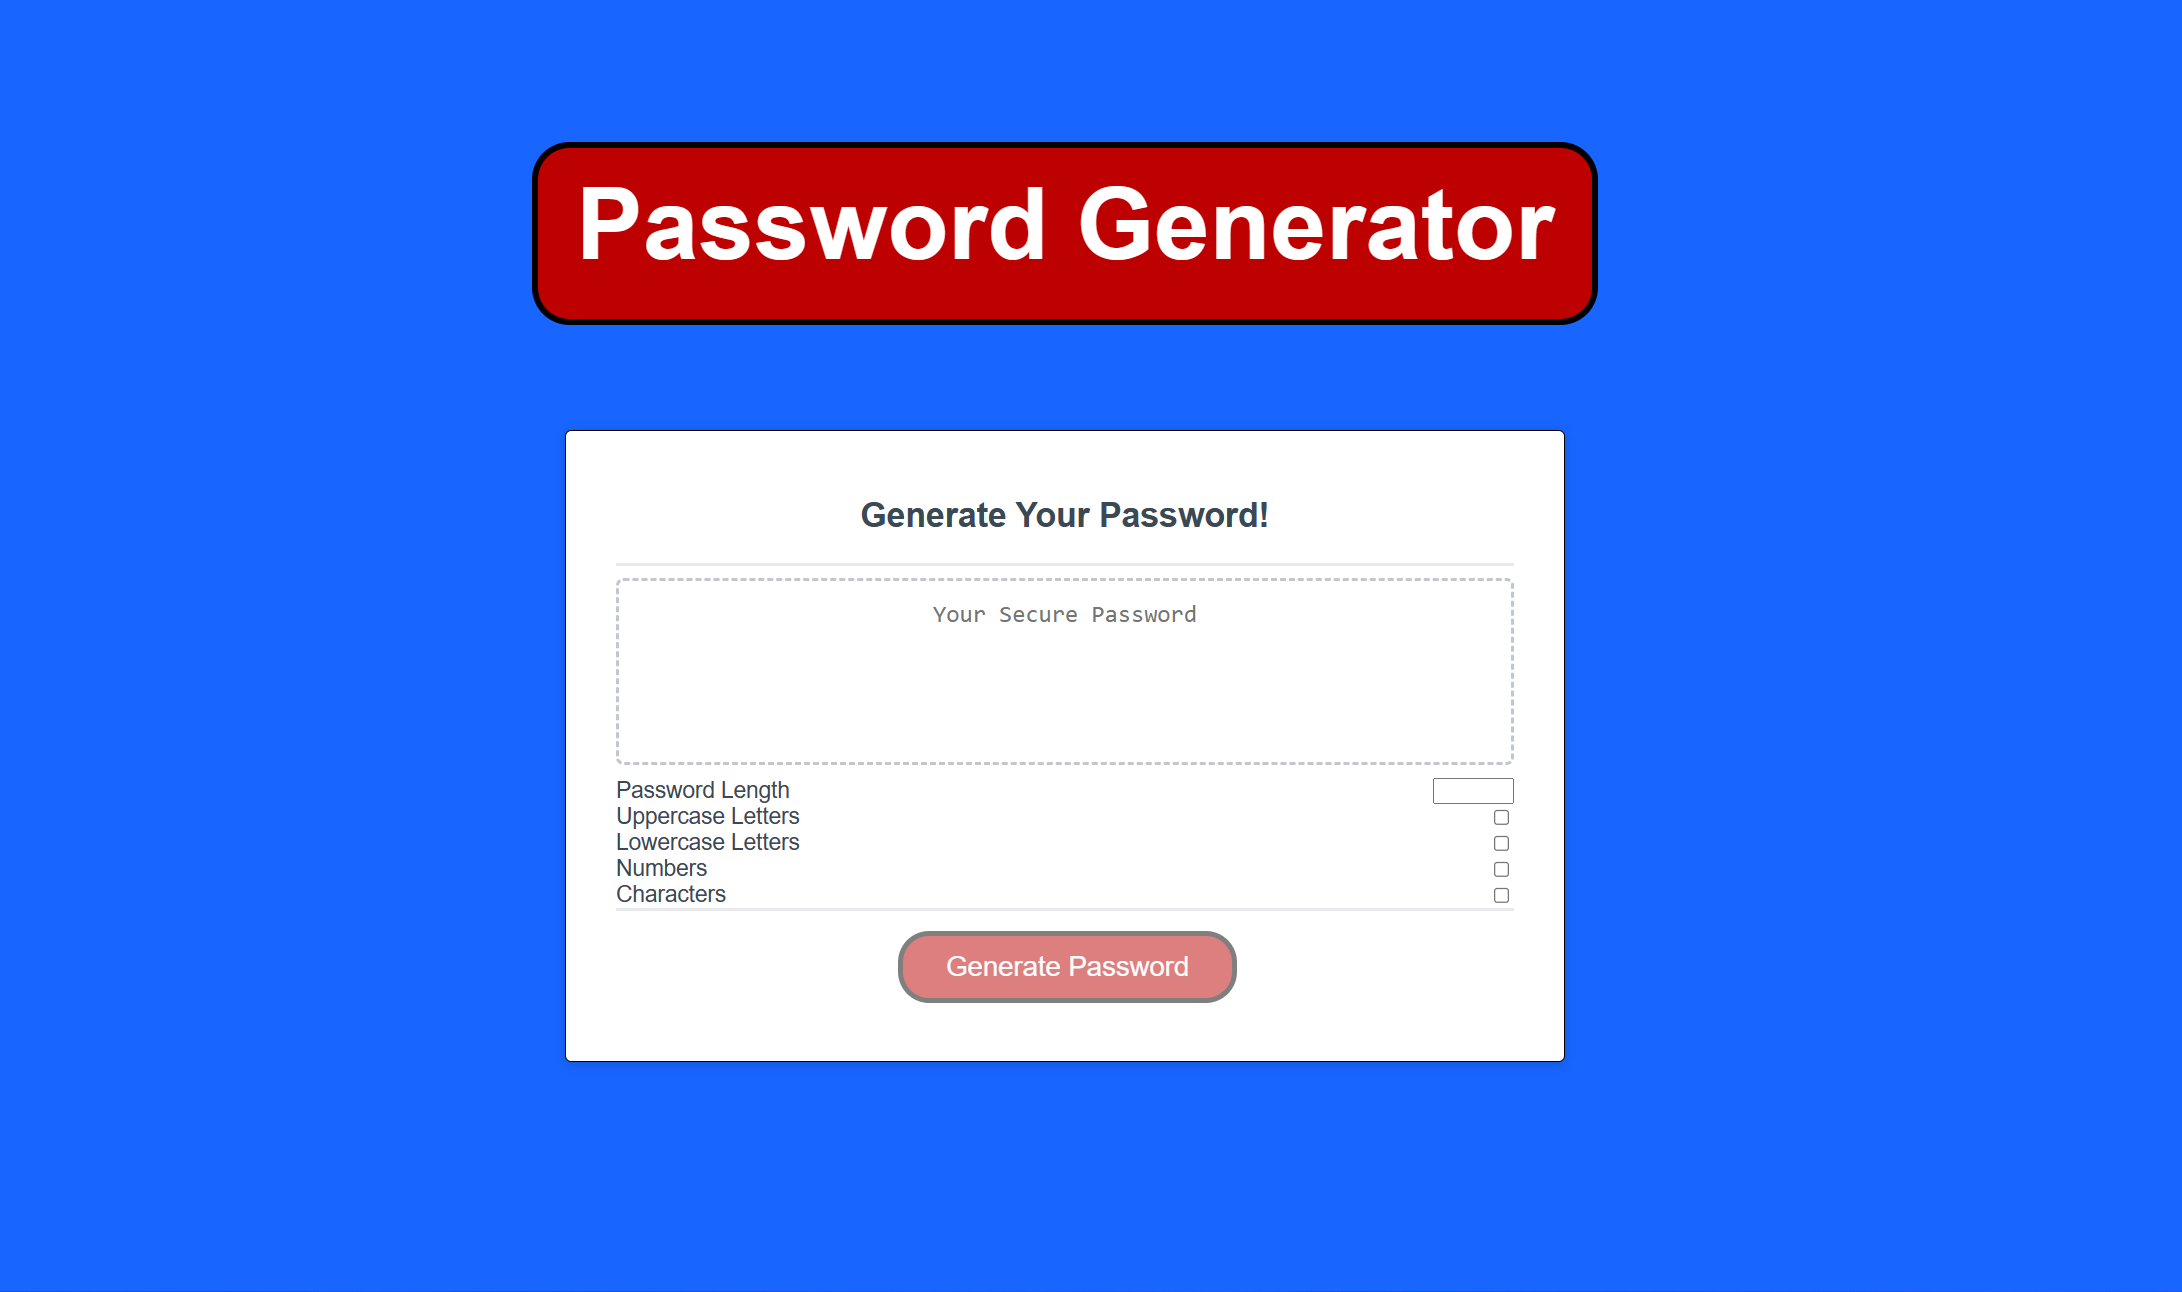 Password Generator
Generate Your Password!
Your Secure Password
Password Length
Uppercase Letters
Lowercase Letters
Numbers
Characters
Generate Password